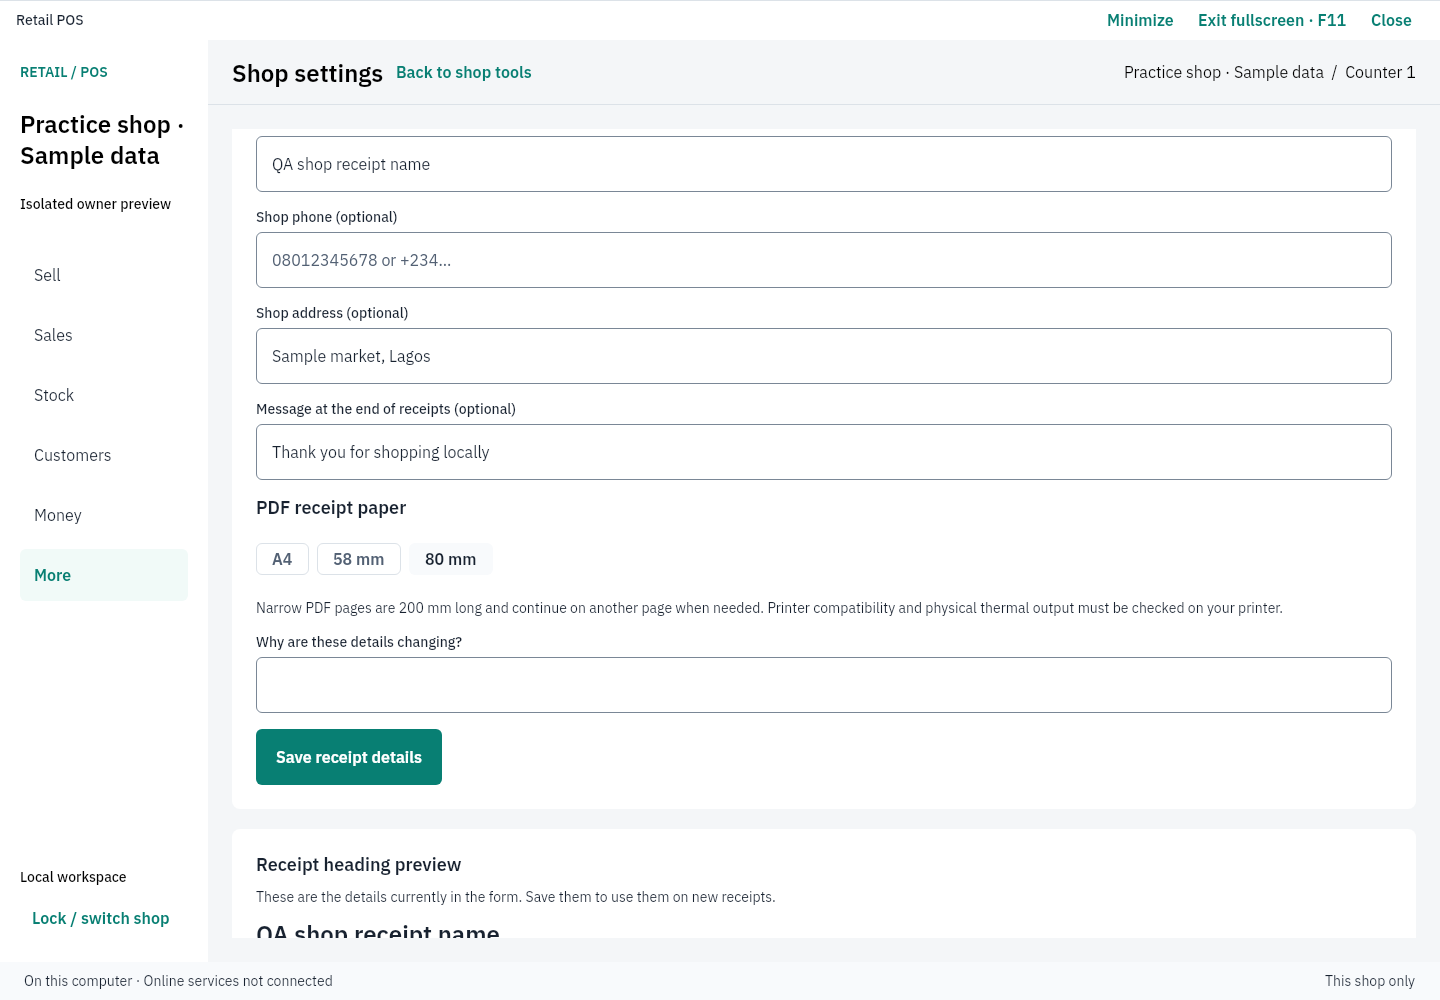 Retail POS
Minimize
Exit fullscreen · F11
Close
RETAIL / POS
Practice shop ·
Sample data
Isolated owner preview
Sell
Sales
Stock
Customers
Money
More
Local workspace
Lock / switch shop
Shop settings
Back to shop tools
Practice shop · Sample data / Counter 1
QA shop receipt name
Shop phone (optional)
08012345678 or +234...
Shop address (optional)
Sample market, Lagos
Message at the end of receipts (optional)
Thank you for shopping locally
PDF receipt paper
A4
58 mm
80 mm
Narrow PDF pages are 200 mm long and continue on another page when needed. Printer compatibility and physical thermal output must be checked on your printer.
Why are these details changing?
Save receipt details
Receipt heading preview
These are the details currently in the form. Save them to use them on new receipts.
QA shop receipt name
On this computer · Online services not connected
This shop only